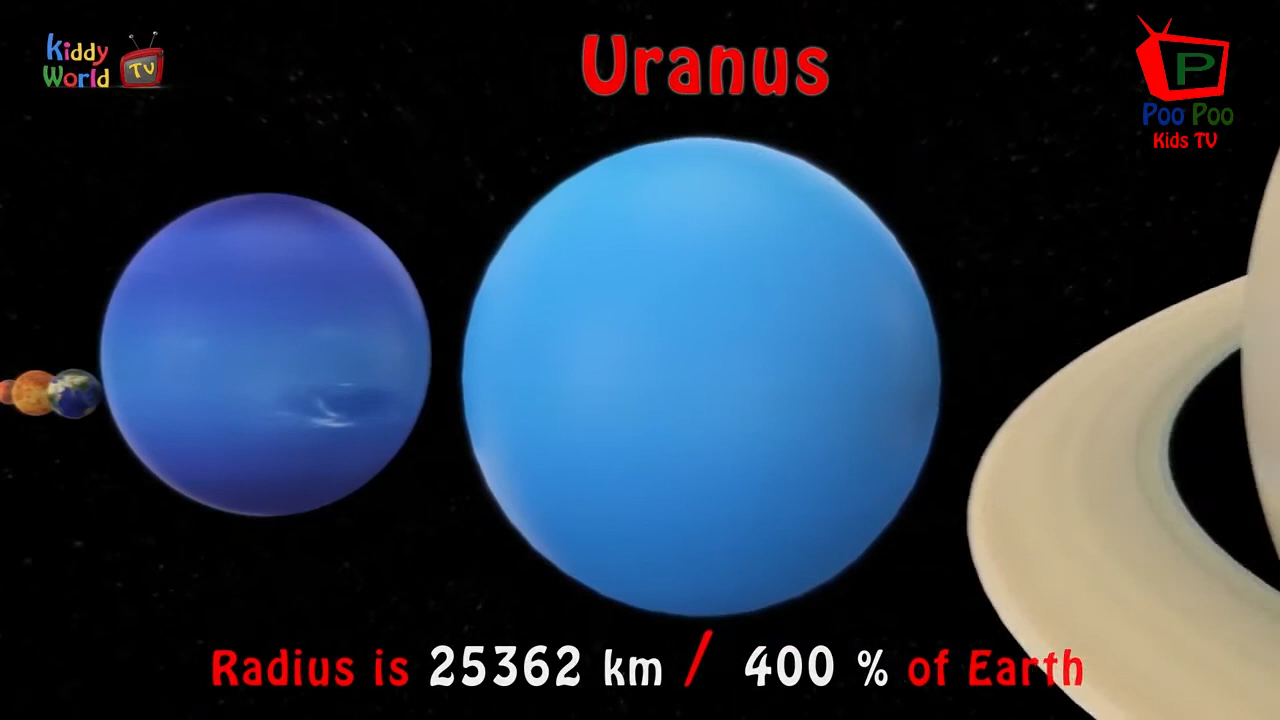 Kiddy
World
TV
Uranus
P
Poo Poo
Kids TV
Radius is 25362 km / 400 % of Earth